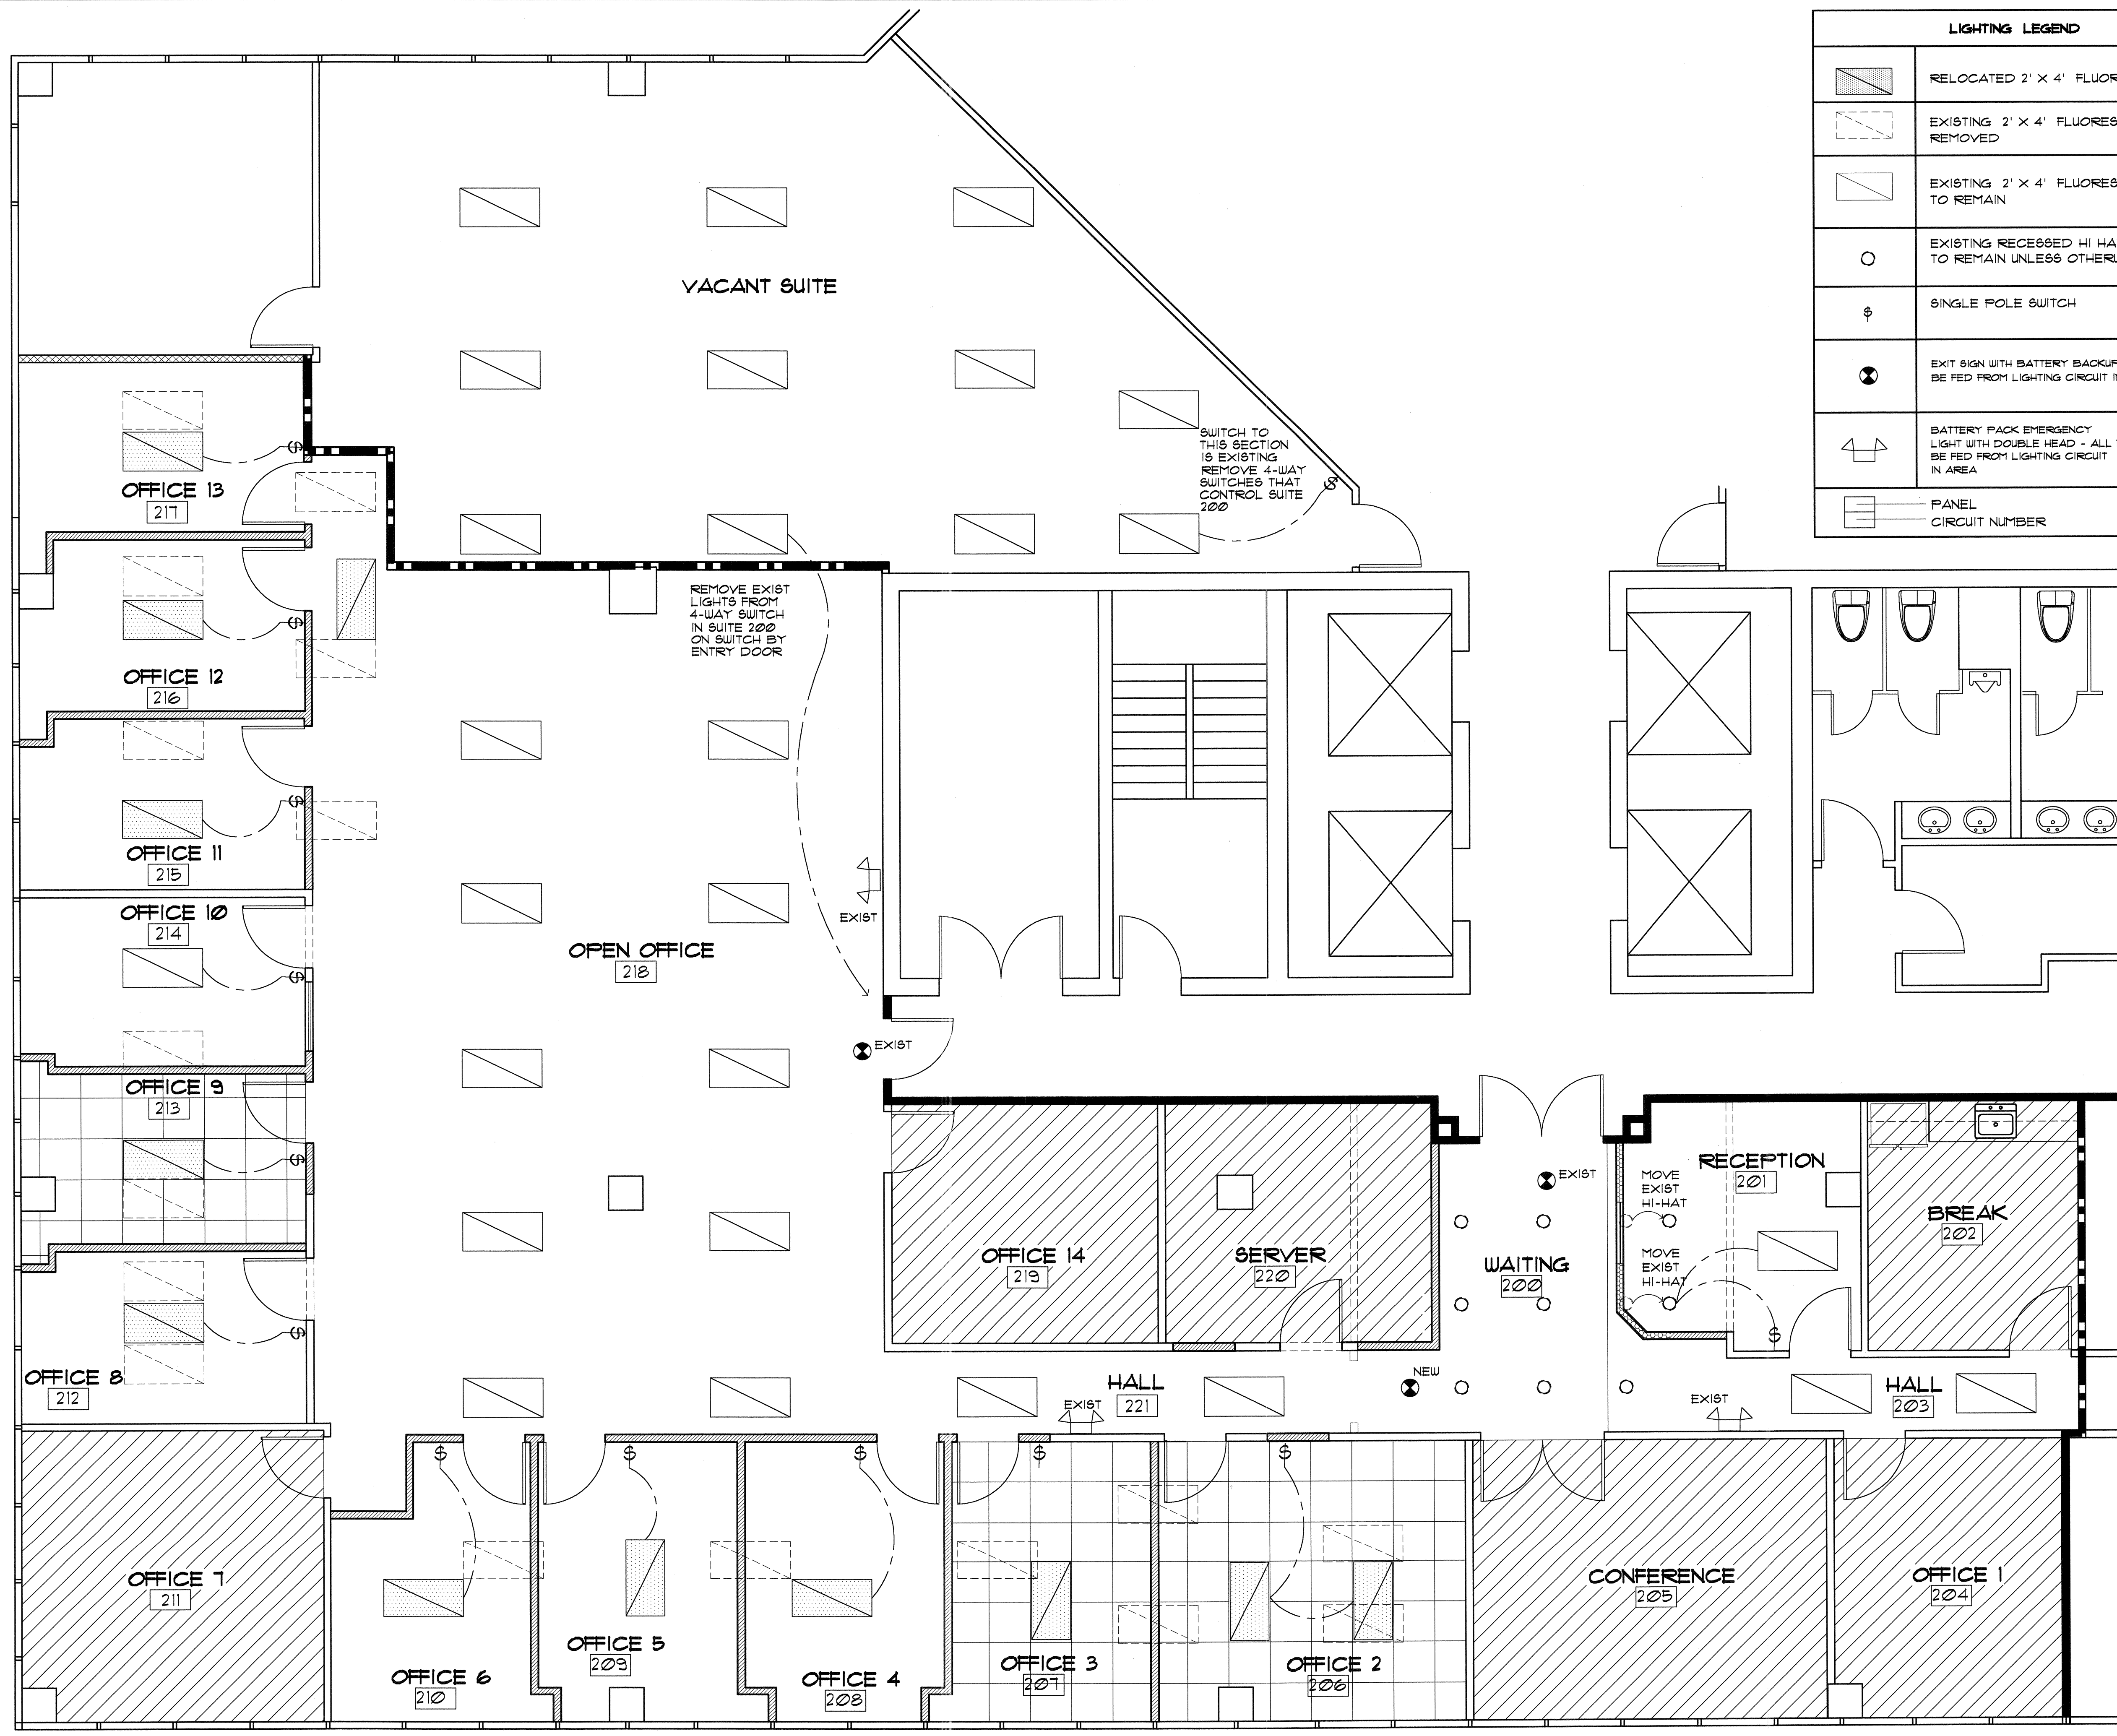 LIGHTING LEGEND
RELOCATED 2' X 4'
EXISTING 2' X 4'
REMOVED
EXISTING 2' X 4'
TO REMAIN
EXISTING RECESSED HI
TO REMAIN UNLESS
SINGLE POLE SWITCH
EXIT SIGN WITH BATTERY
BE FED FROM LIGHTING CIRCUIT
BATTERY PACK EMERGENCY
LIGHT WITH DOUBLE HEAD - ALL
BE FED FROM LIGHTING CIRCUIT
IN AREA
PANEL
CIRCUIT NUMBER
VACANT SUITE
SWITCH TO
THIS SECTION
IS EXISTING
REMOVE 4-WAY
SWITCHES THAT
CONTROL SUITE
200
OFFICE 13
217
REMOVE EXIST
LIGHTS FROM
4-WAY SWITCH
IN SUITE 200
ON SWITCH BY
ENTRY DOOR
OFFICE 12
216
OFFICE 11
215
OFFICE 10
214
EXIST
OPEN OFFICE
218
EXIST
OFFICE 9
213
RECEPTION
201
EXIST
MOVE
EXIST
HI-HAT
BREAK
202
OFFICE 14
219
SERVER
220
WAITING
200
MOVE
EXIST
HI-HAT
OFFICE 8
212
HALL
221
EXIST
NEW
EXIST
HALL
203
OFFICE 7
211
CONFERENCE
205
OFFICE 1
204
OFFICE 6
210
OFFICE 5
209
OFFICE 4
208
OFFICE 3
207
OFFICE 2
206